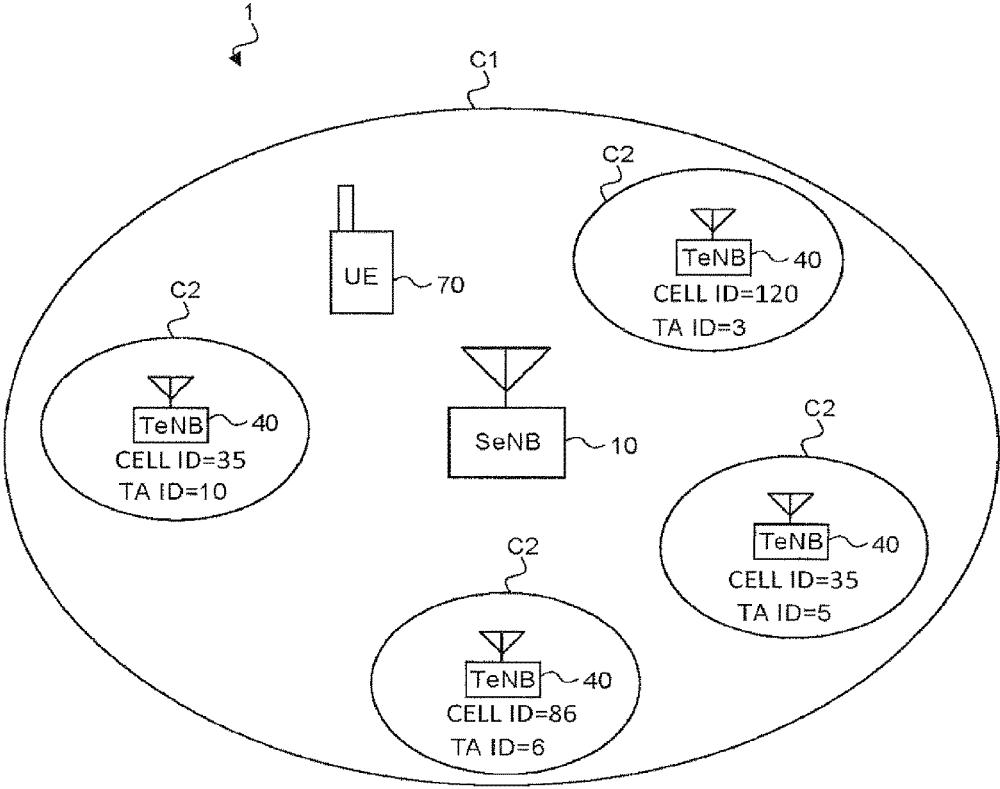 1
C1
C2
TeNB 40
CELL ID=120
TA ID=3
UE 70
C2
TeNB 40
CELL ID=35
TA ID=10
SeNB 10
C2
TeNB 40
CELL ID=35
TA ID=5
C2
TeNB 40
CELL ID=86
TA ID=6